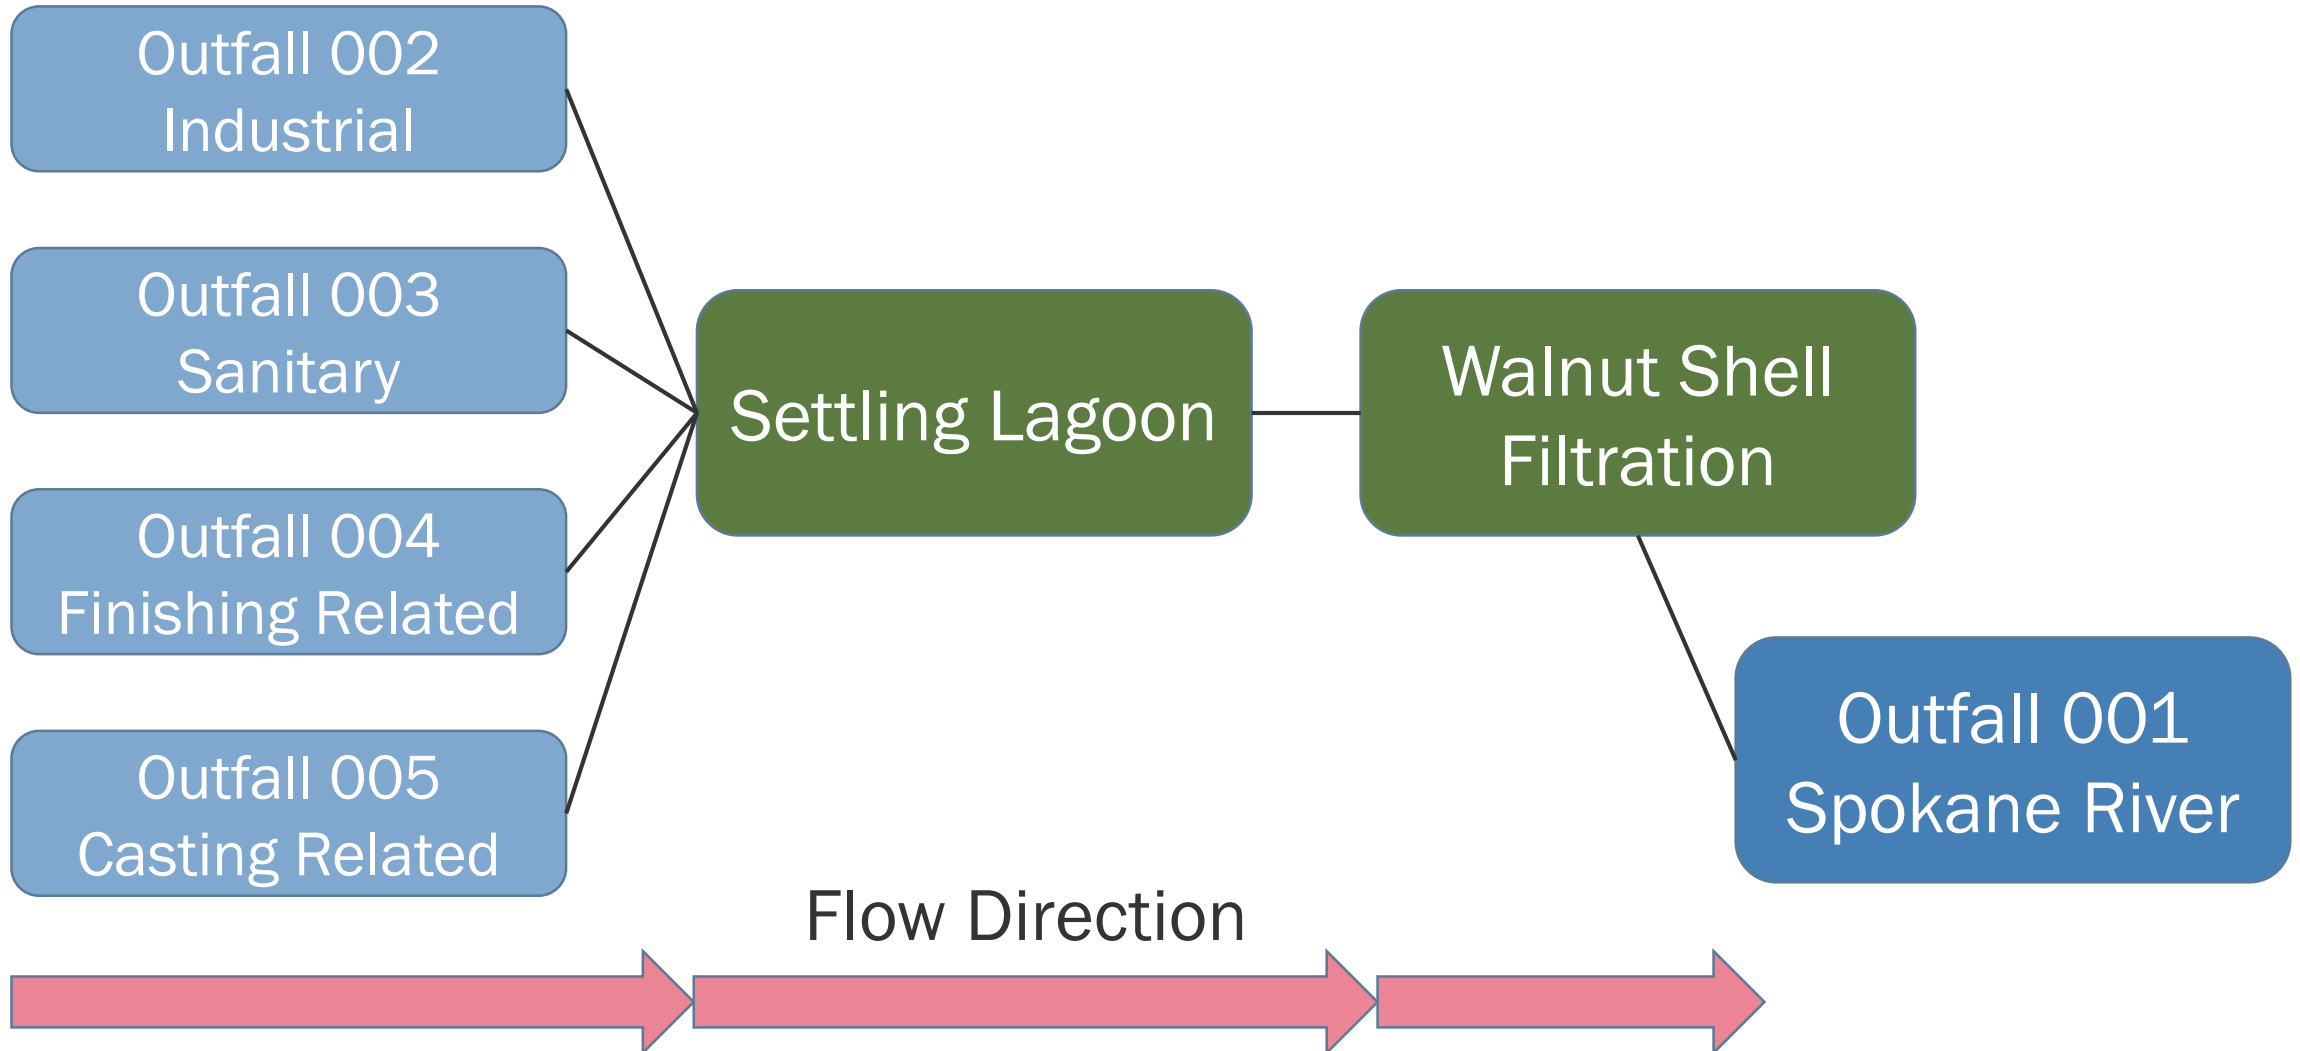 Outfall 002
Industrial
Outfall 003
Sanitary
Outfall 004
Finishing Related
Outfall 005
Casting Related
Settling Lagoon
Walnut Shell
Filtration
Outfall 001
Spokane River
Flow Direction